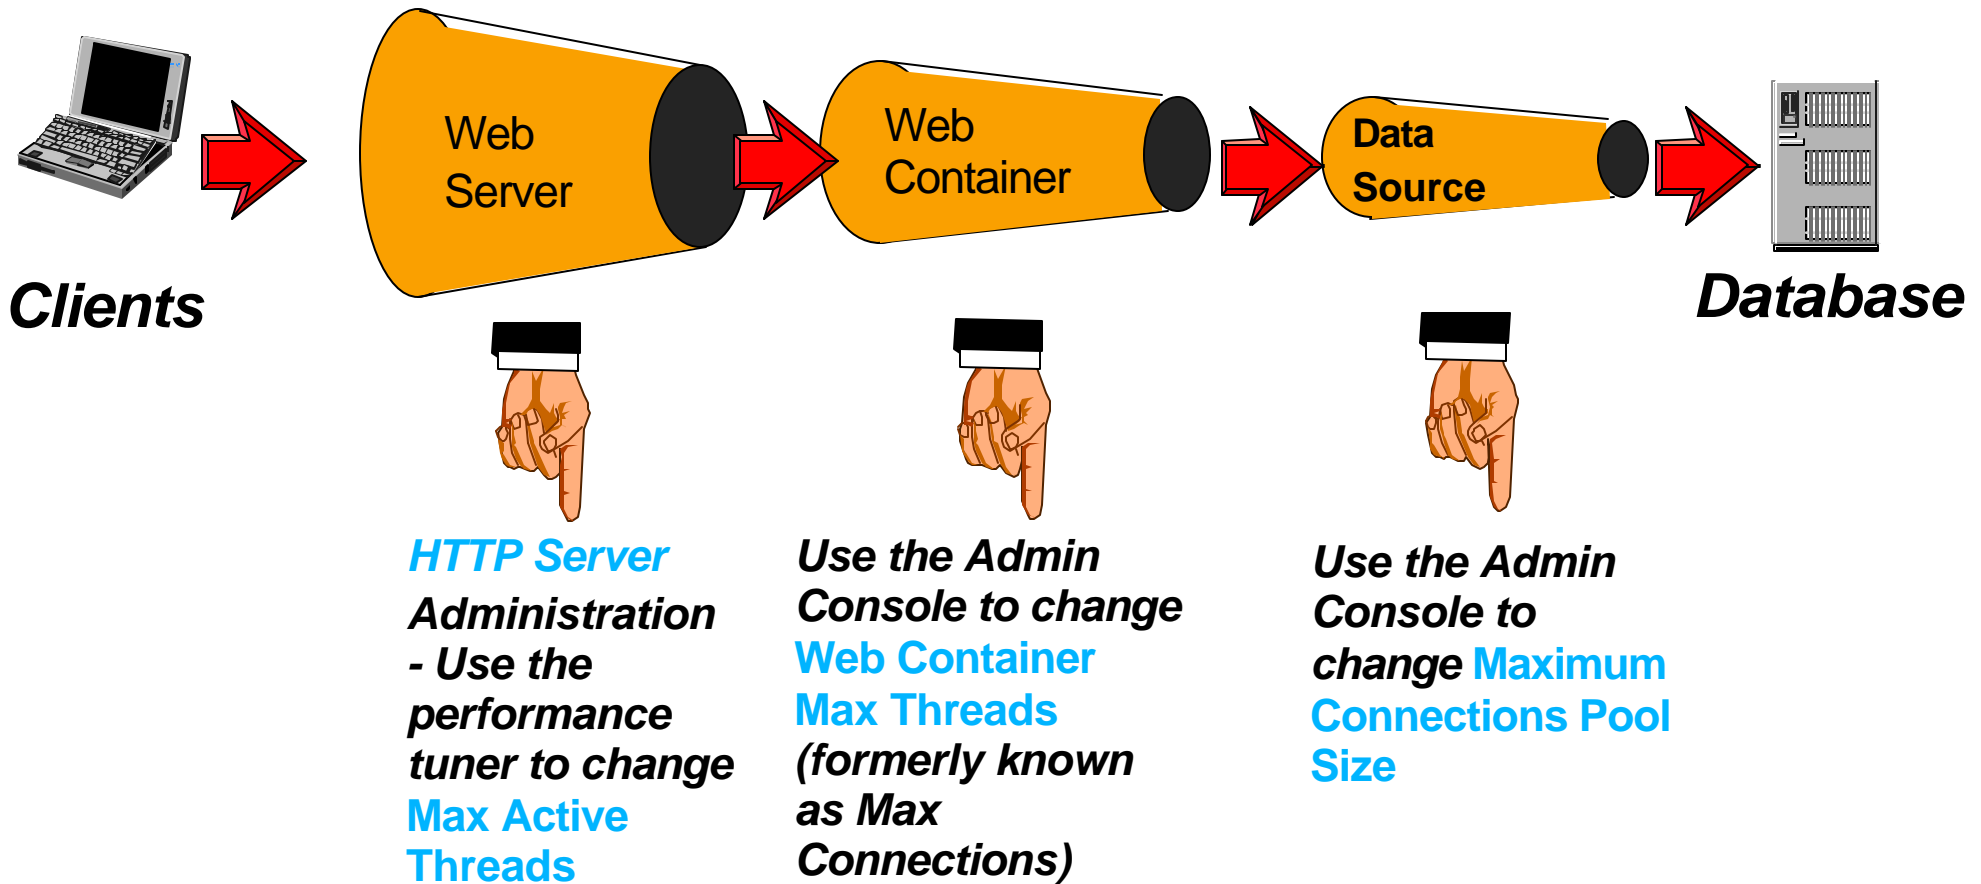 Web
Server
Web
Container
Data
Source
Clients
Database
HTTP Server
Administration
- Use the
performance
tuner to change
Max Active
Threads
Use the Admin
Console to change
Web Container
Max Threads
(formerly known
as Max
Connections)
Use the Admin
Console to
change Maximum
Connections Pool
Size